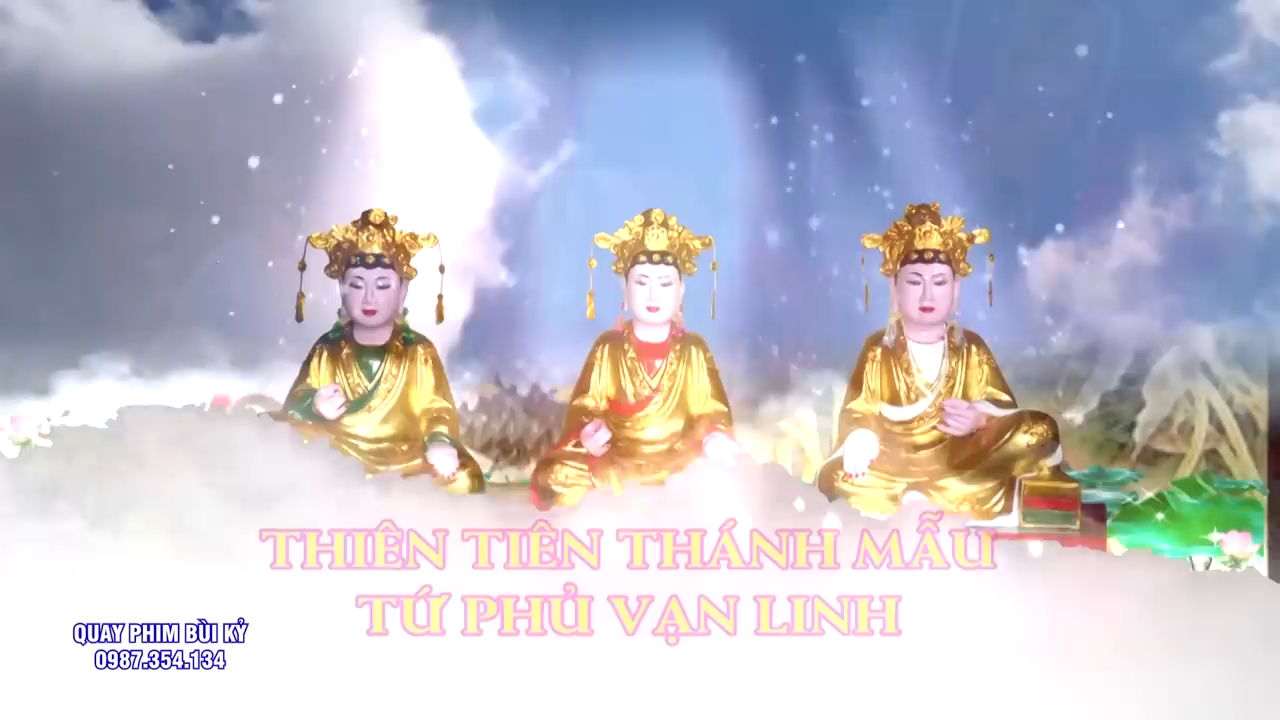 THIÊN TIÊN THÁNH MẪU
TỨ PHỦ VẠN LINH
QUAY PHIM BÙI KỶ
0987.354.134